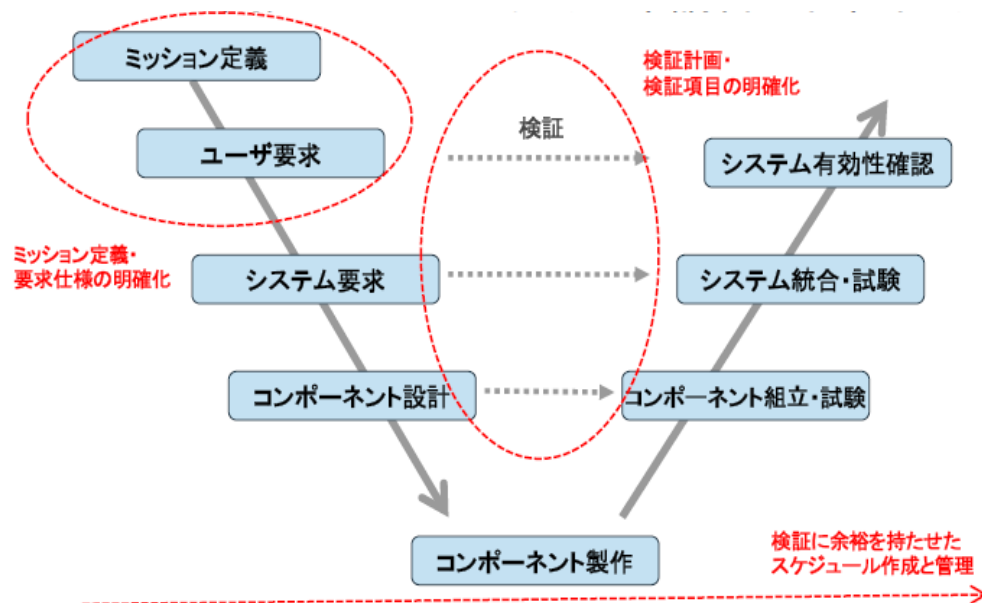 ミッション定義
検証計画・
検証項目の明確化
検証
ユーザ要求
システム有効性確認
ミッション定義・
要求仕様の明確化
システム要求
システム統合・試験
コンポーネント設計
コンポーネント組立・試験
検証に余裕を持たせた
スケジュール作成と管理
コンポーネント製作